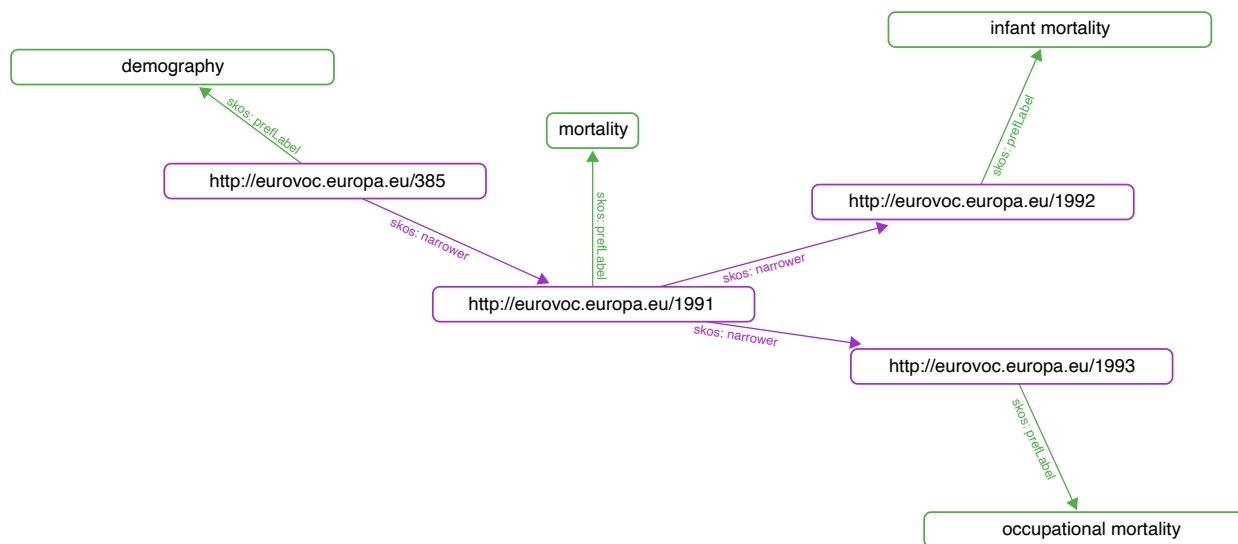 infant mortality
demography
skos: prefLabel
mortality
skos: prefLabel
http://eurovoc.europa.eu/385
http://eurovoc.europa.eu/1992
skos: prefLabel
skos: narrower
skos: narrower
http://eurovoc.europa.eu/1991
skos: narrower
http://eurovoc.europa.eu/1993
skos: prefLabel
occupational mortality